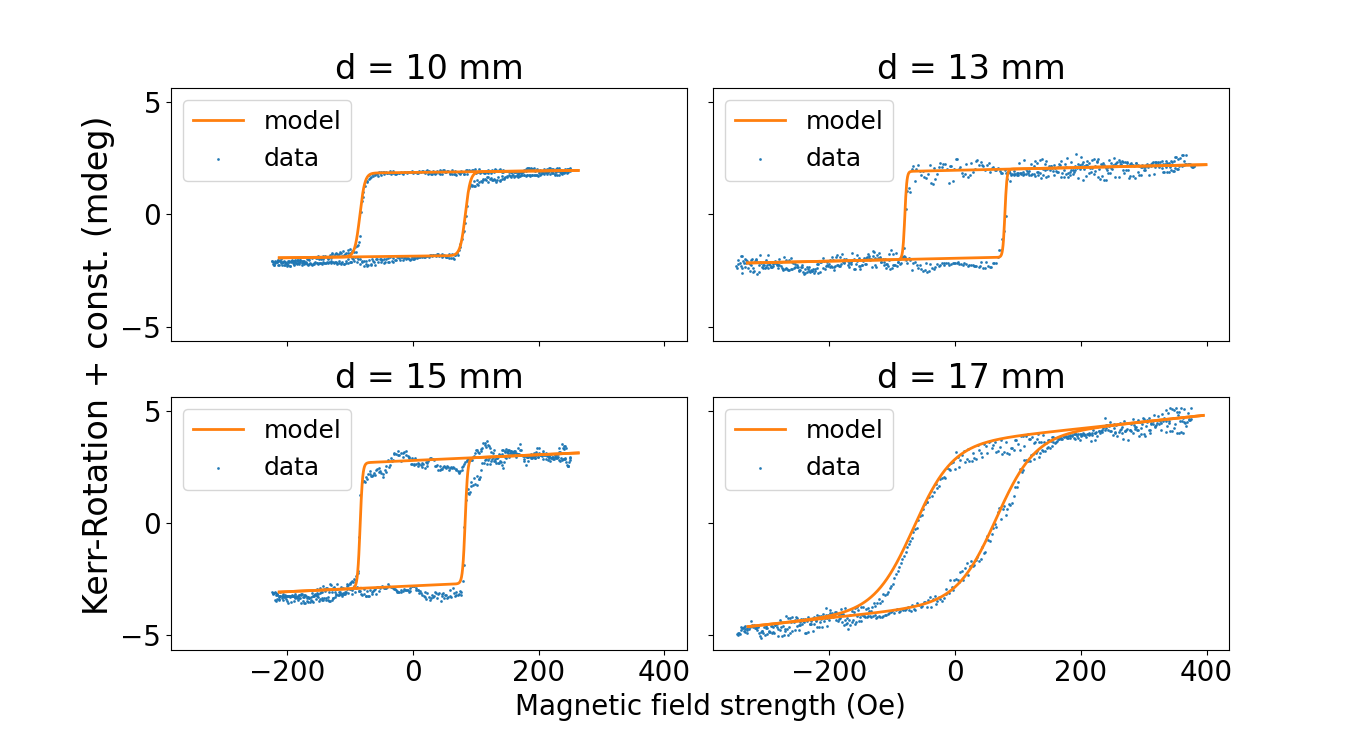 d = 10 mm
d = 13 mm
5
0
−5
model
data
model
data
Kerr-Rotation + const. (mdeg)
d = 15 mm
d = 17 mm
5
0
−5
model
data
model
data
−200
0
200
400
−200
0
200
400
Magnetic field strength (Oe)